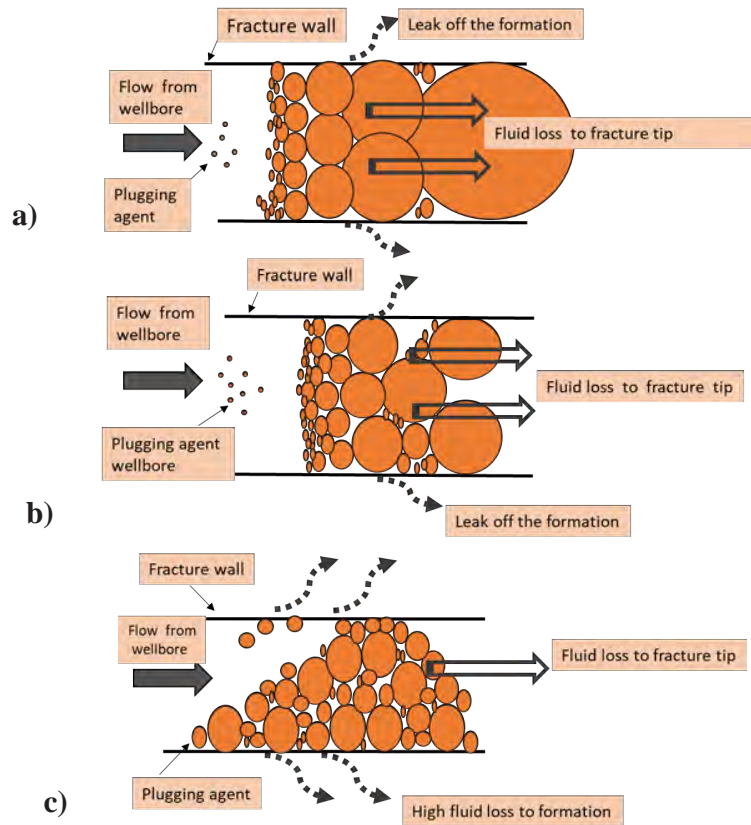 Fracture wall
Leak off the formation
Flow from
wellbore
Fluid loss to fracture tip
Plugging
agent
a)
Fracture wall
Flow from
wellbore
Fluid loss to fracture tip
Plugging agent
wellbore
Leak off the formation
b)
Fracture wall
Flow from
wellbore
Fluid loss to fracture tip
Plugging agent
High fluid loss to formation
c)